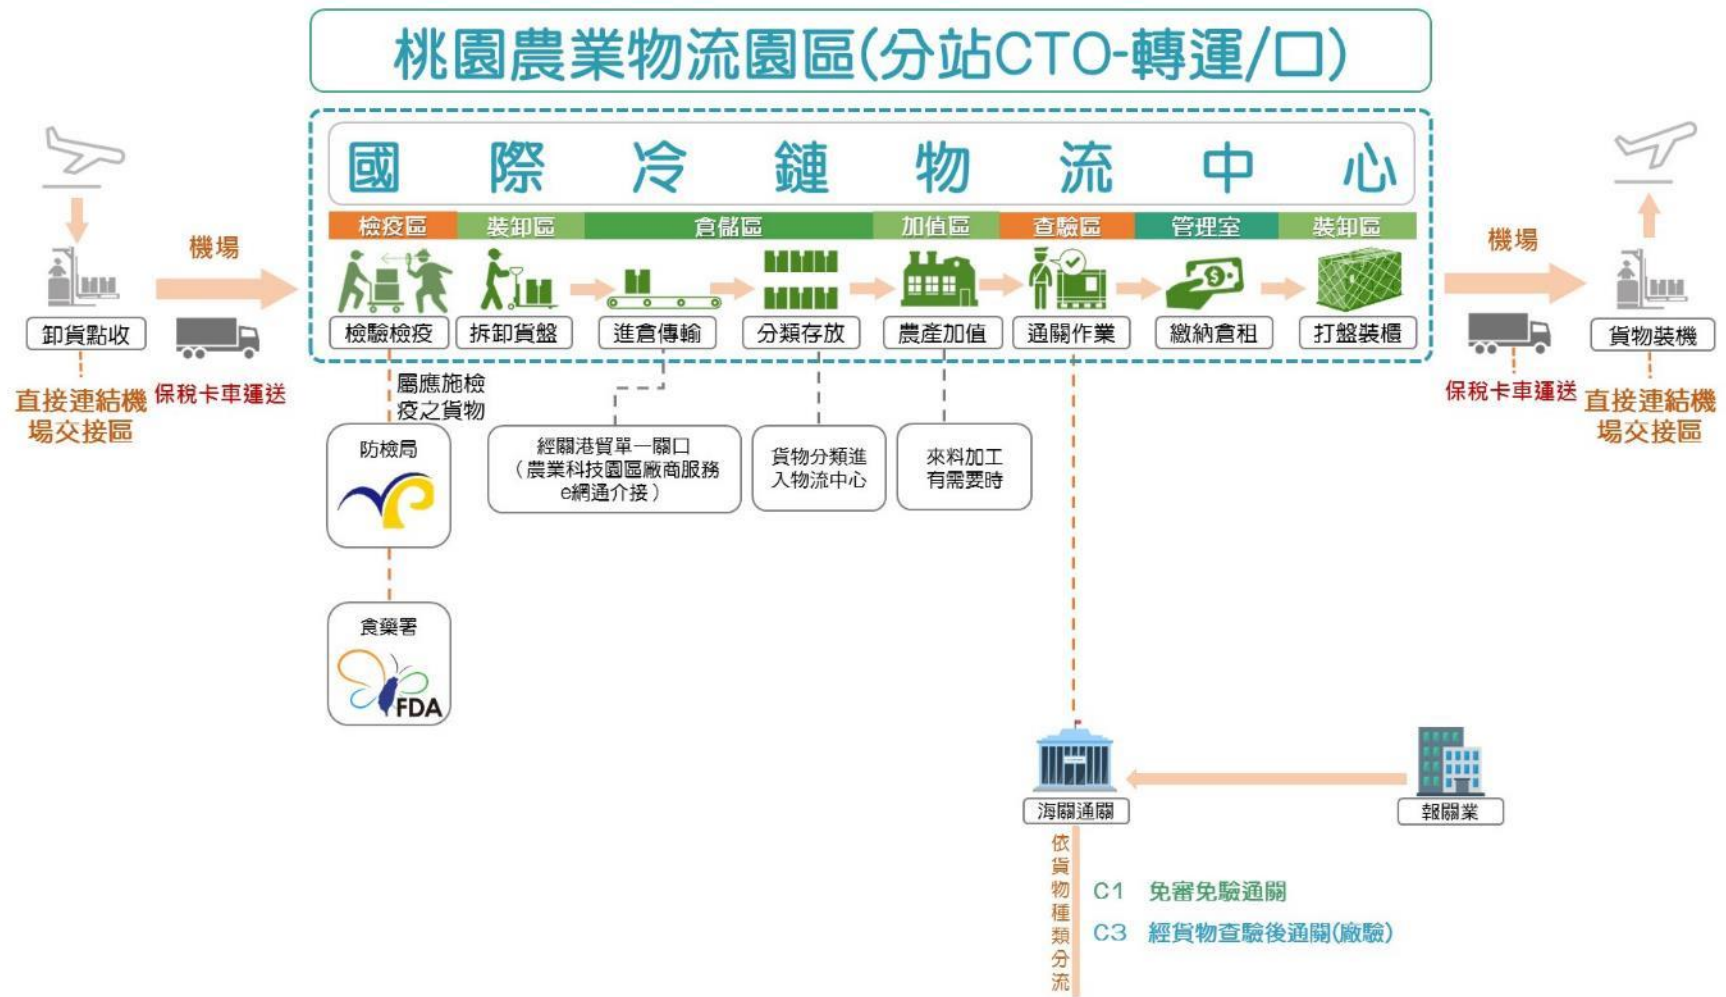 桃園農業物流園區(分站CTO-轉運/口)
國際冷鏈物流中心
檢疫區
裝卸區
倉儲區
加值區
查驗區
管理室
裝卸區
機場
機場
卸貨點收
檢驗檢疫
拆卸貨盤
進倉傳輸
分類存放
農產加值
通關作業
繳納倉租
打盤裝櫃
貨物裝機
直接連結機
場交接區
保稅卡車運送
屬應施檢
疫之貨物
保稅卡車運送
直接連結機
場交接區
防檢局
經關港貿單一關口
（農業科技園區廠商服務
e網通介接）
貨物分類進
入物流中心
來料加工
有需要時
食藥署
FDA
海關通關
報關業
依貨物種類分流
C1 免審免驗通關
C3 經貨物查驗後通關(廠驗)